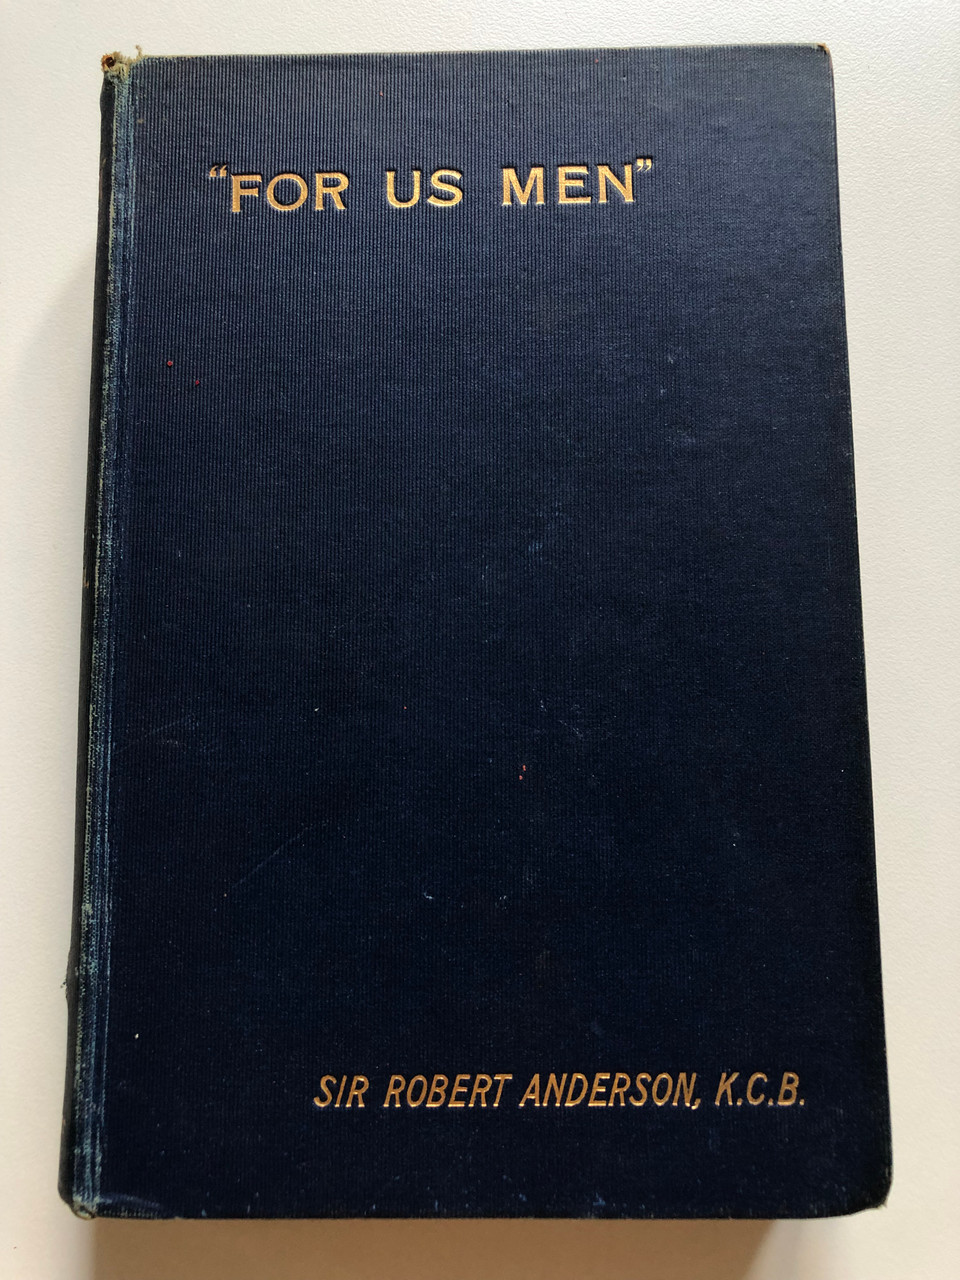 “FOR US MEN”
SIR ROBERT ANDERSON, K.C.B.